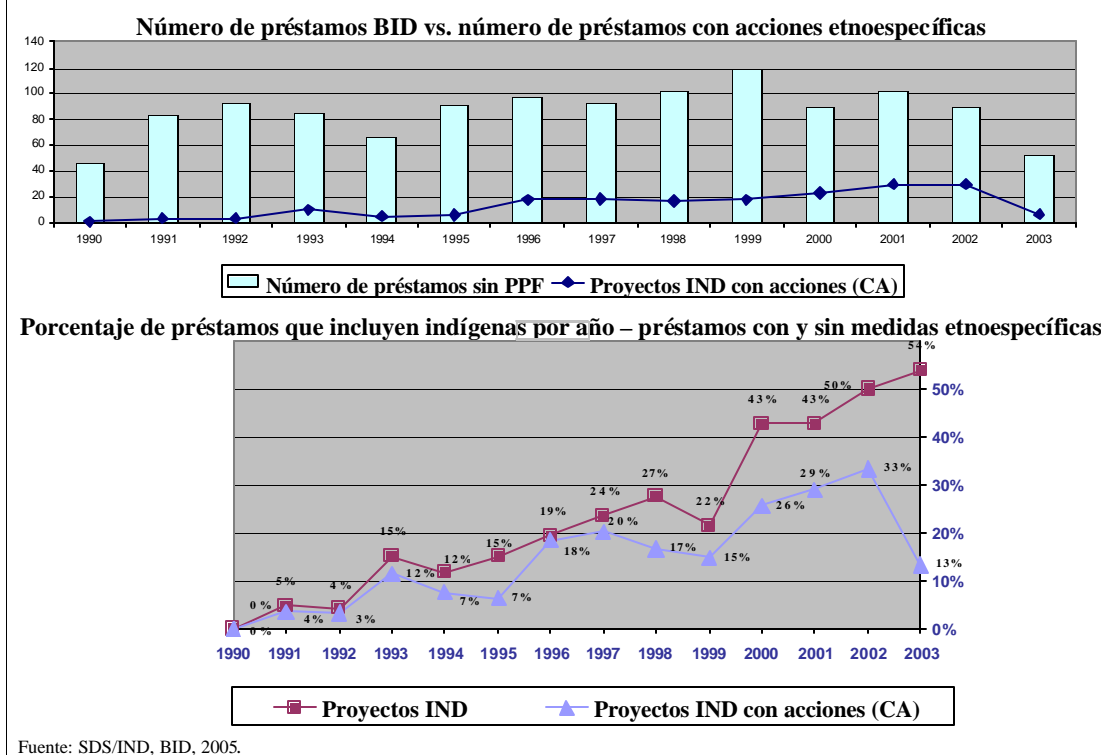 Número de préstamos BID vs. número de préstamos con acciones etnoespecíficas
140
120
100
80
60
40
20
0
1990 1991 1992 1993 1994 1995 1996 1997 1998 1999 2000 2001 2002 2003
Número de préstamos sin PPF Proyectos IND con acciones (CA)
Porcentaje de préstamos que incluyen indígenas por año – préstamos con y sin medidas etnoespecíficas
0% 5% 4% 15% 12% 15% 19% 24% 27% 22% 43% 43% 50% 54%
0% 4% 3% 12% 7% 7% 18% 20% 17% 15% 26% 29% 33% 13%
50%
40%
30%
20%
10%
0%
1990 1991 1992 1993 1994 1995 1996 1997 1998 1999 2000 2001 2002 2003
Proyectos IND Proyectos IND con acciones (CA)
Fuente: SDS/IND, BID, 2005.